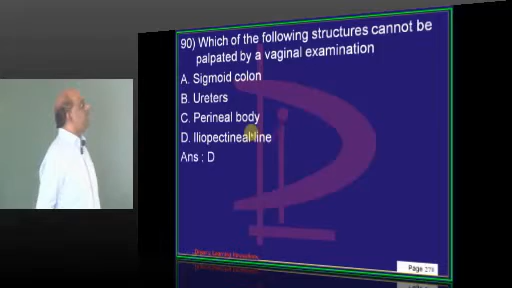 90) Which of the following structures cannot be
palpated by a vaginal examination
A. Sigmoid colon
B. Ureters
C. Perineal body
D. Iliopectineal line
Ans : D
Page 274